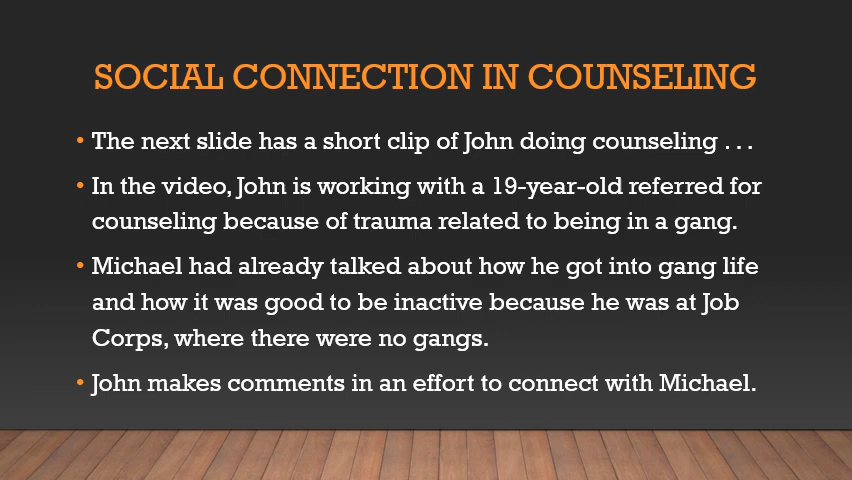 SOCIAL CONNECTION IN COUNSELING
• The next slide has a short clip of John doing counseling . . .
• In the video, John is working with a 19-year-old referred for
counseling because of trauma related to being in a gang.
• Michael had already talked about how he got into gang life
and how it was good to be inactive because he was at Job
Corps, where there were no gangs.
• John makes comments in an effort to connect with Michael.